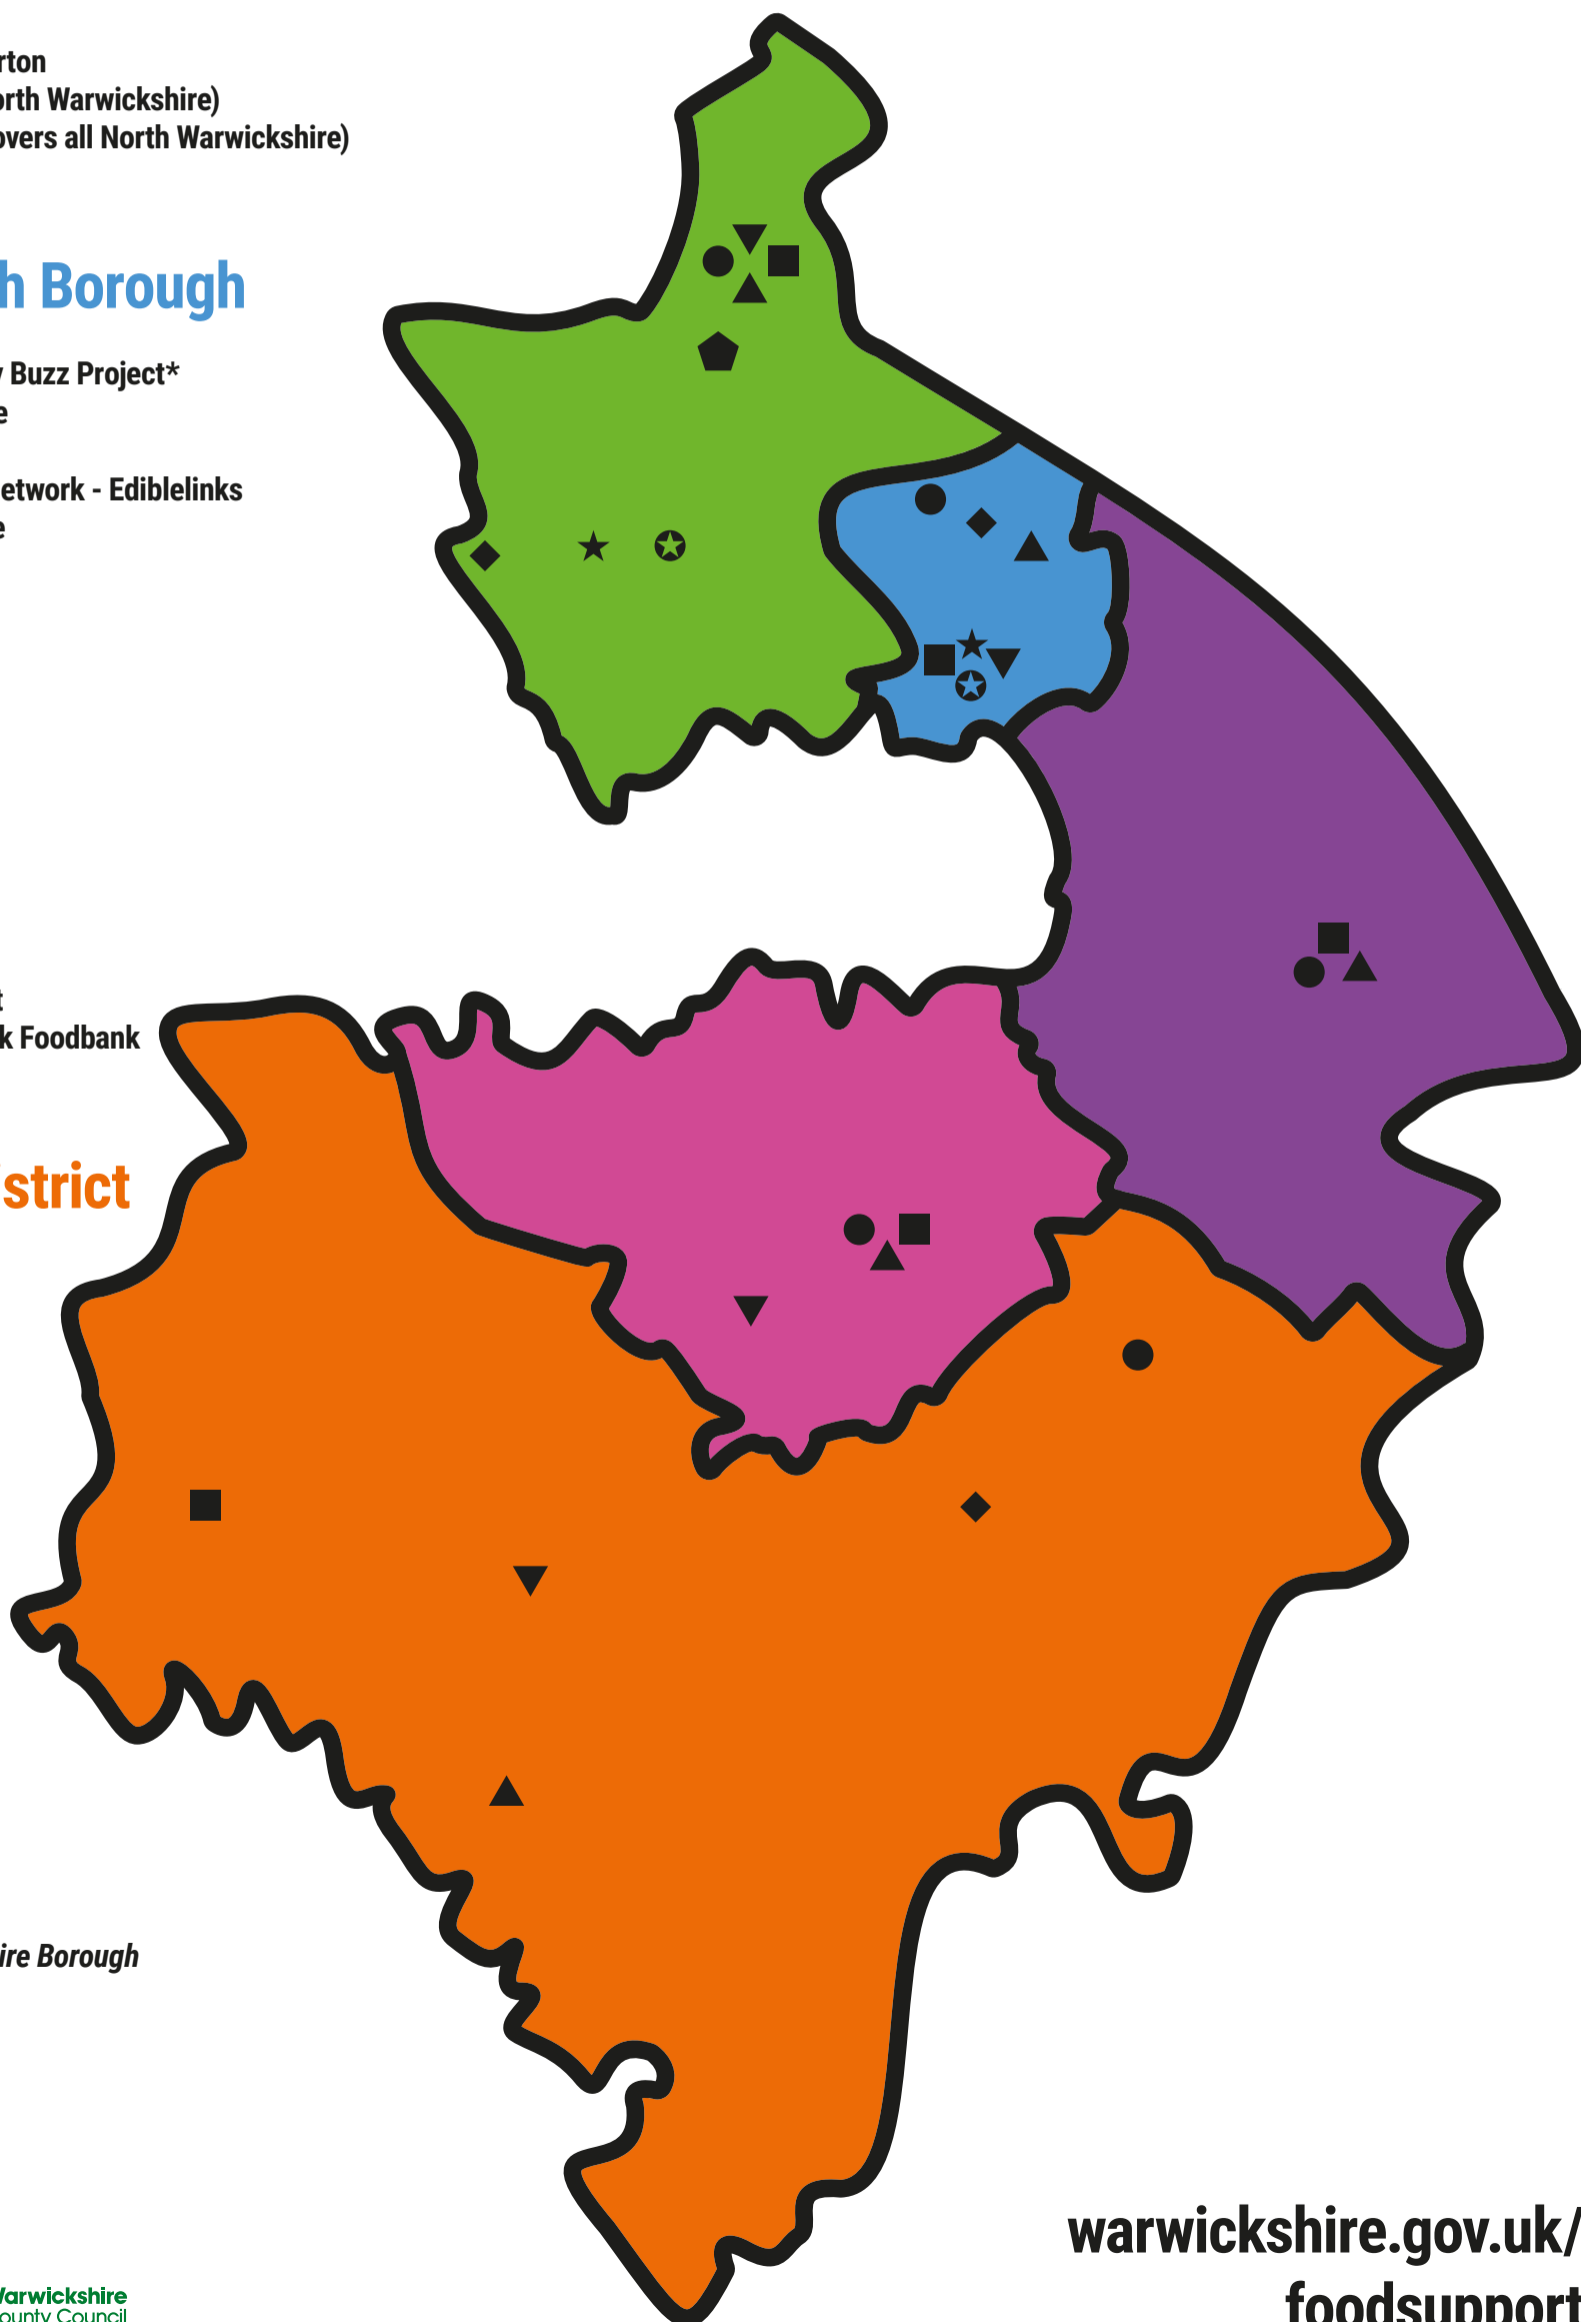 rton
orth Warwickshire)
overs all North Warwickshire)
h Borough
y Buzz Project*
e
etwork - Ediblelinks
e
t
k Foodbank
strict
ire Borough
warwickshire.gov.uk/
foodsupport
Warwickshire
ounty Council